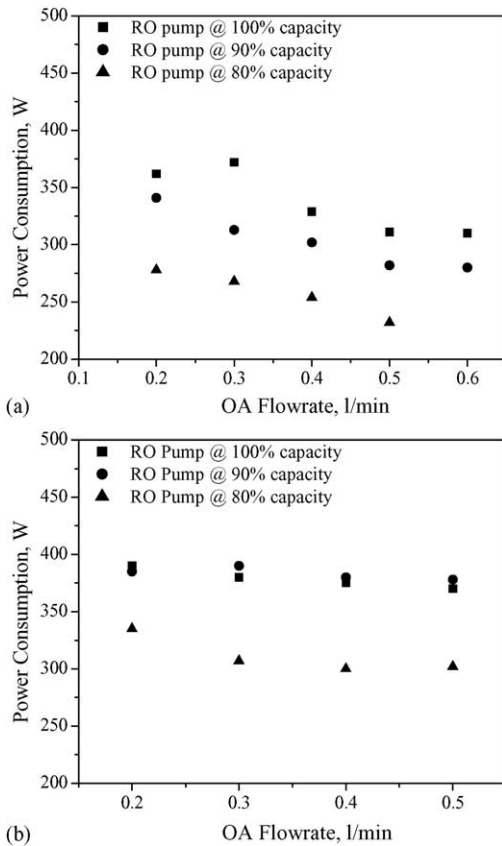 500
RO pump @ 100% capacity
RO pump @ 90% capacity
450
RO pump @ 80% capacity
400
350
300
250
200
0.1 0.2 0.3 0.4 0.5 0.6
Power Consumption, W
(a) OA Flowrate, l/min
500
RO Pump @ 100% capacity
RO Pump @ 90% capacity
450
RO Pump @ 80% capacity
400
350
300
250
200
0.2 0.3 0.4 0.5
Power Consumption, W
(b) OA Flowrate, l/min